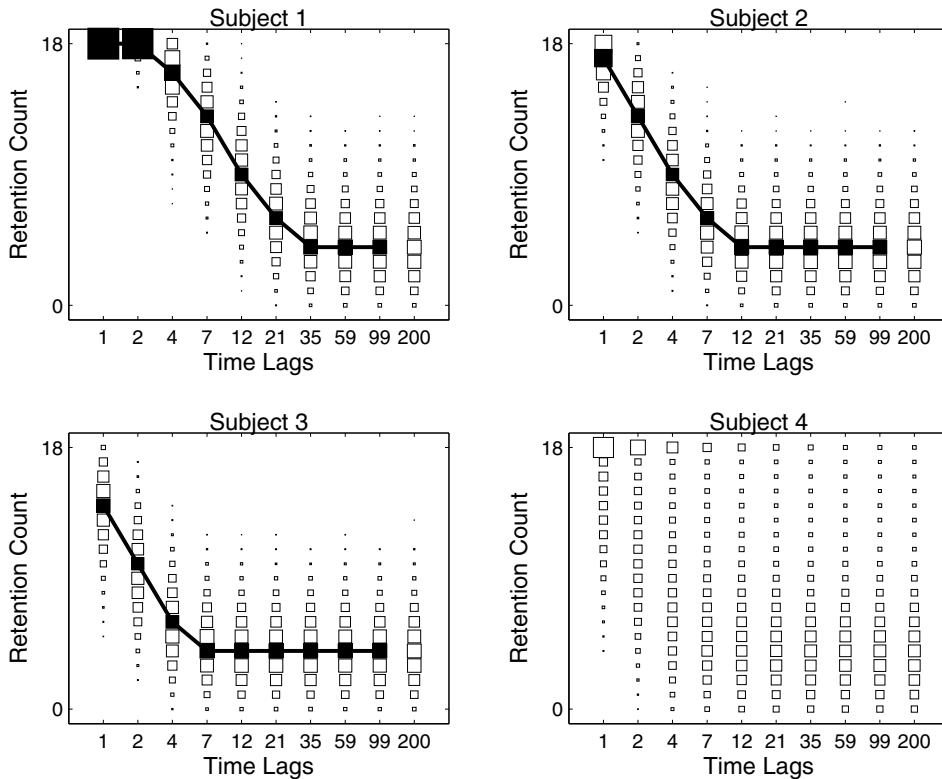 Subject 1
18
Retention Count
0
1 2 4 7 12 21 35 59 99 200
Time Lags
Subject 2
18
Retention Count
0
1 2 4 7 12 21 35 59 99 200
Time Lags
Subject 3
18
Retention Count
0
1 2 4 7 12 21 35 59 99 200
Time Lags
Subject 4
18
Retention Count
0
1 2 4 7 12 21 35 59 99 200
Time Lags